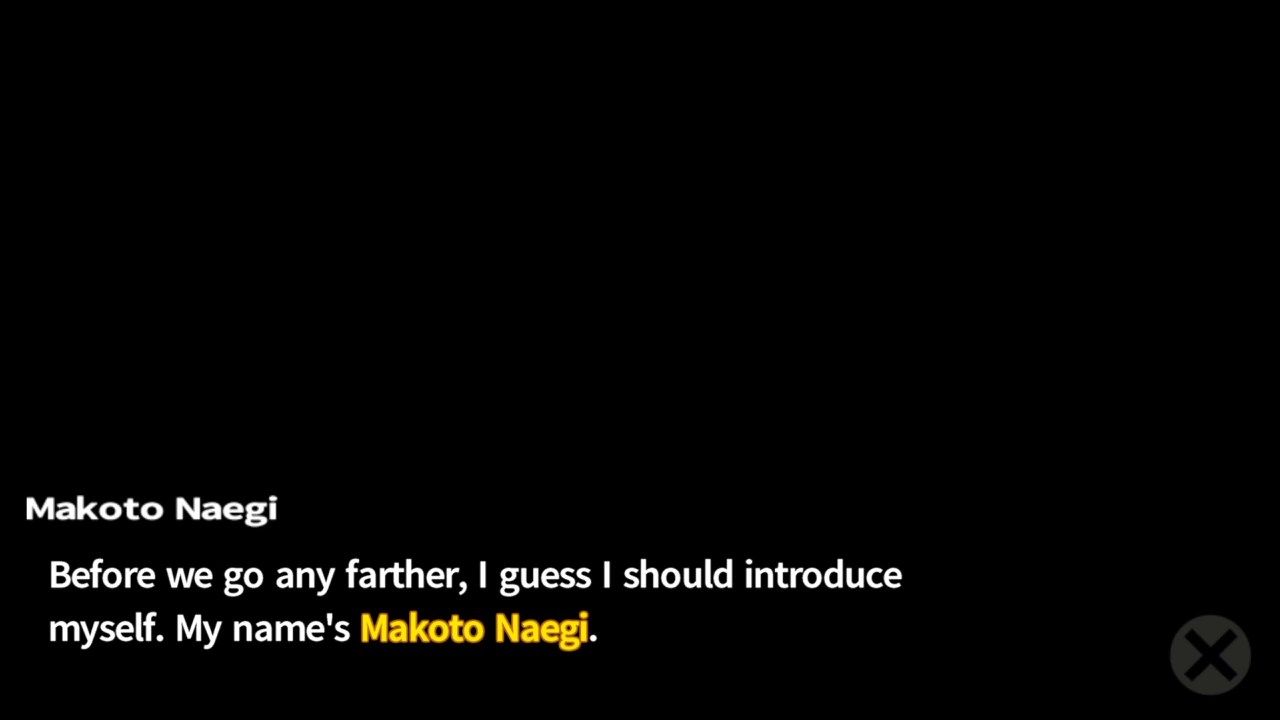 Makoto Naegi
Before we go any farther, I guess I should introduce
myself. My name's Makoto Naegi.